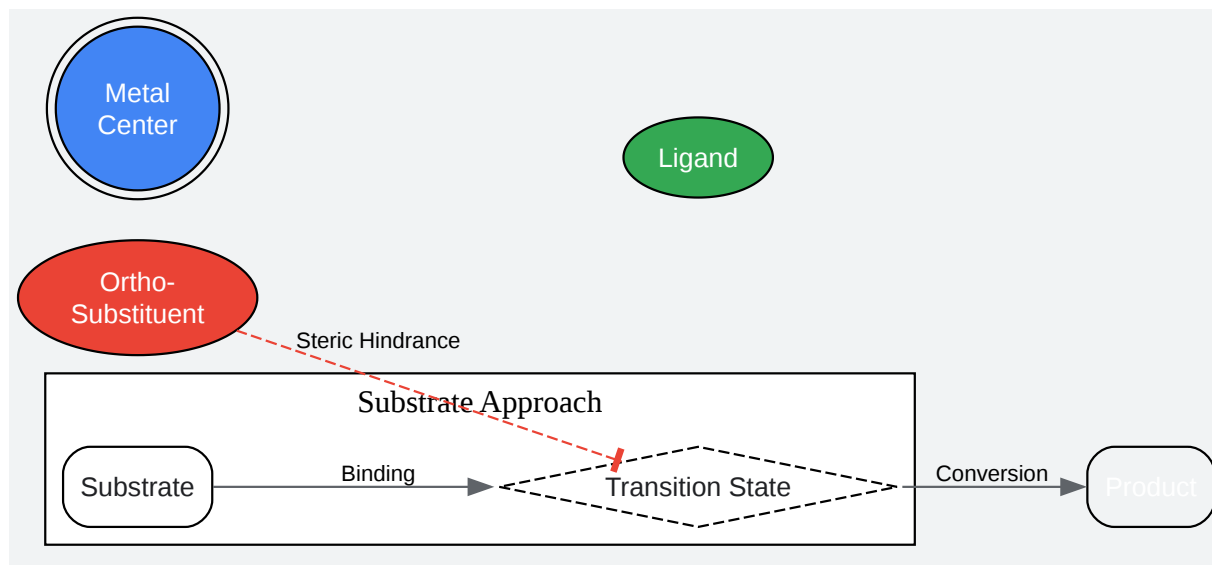 Metal
Center
Ligand
Ortho-
Substituent
Steric Hindrance
Substrate Approach
Substrate
Binding
Transition State
Conversion
Product